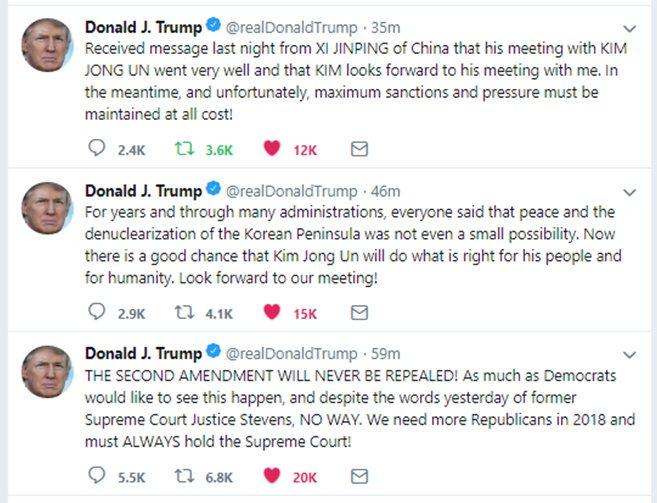 Donald J. Trump @realDonaldTrump · 35m
Received message last night from XI JINPING of China that his meeting with KIM
JONG UN went very well and that KIM looks forward to his meeting with me. In
the meantime, and unfortunately, maximum sanctions and pressure must be
maintained at all cost!
2.4K 3.6K 12K
Donald J. Trump @realDonaldTrump · 46m
For years and through many administrations, everyone said that peace and the
denuclearization of the Korean Peninsula was not even a small possibility. Now
there is a good chance that Kim Jong Un will do what is right for his people and
for humanity. Look forward to our meeting!
2.9K 4.1K 15K
Donald J. Trump @realDonaldTrump · 59m
THE SECOND AMENDMENT WILL NEVER BE REPEALED! As much as Democrats
would like to see this happen, and despite the words yesterday of former
Supreme Court Justice Stevens, NO WAY. We need more Republicans in 2018 and
must ALWAYS hold the Supreme Court!
5.5K 6.8K 20K